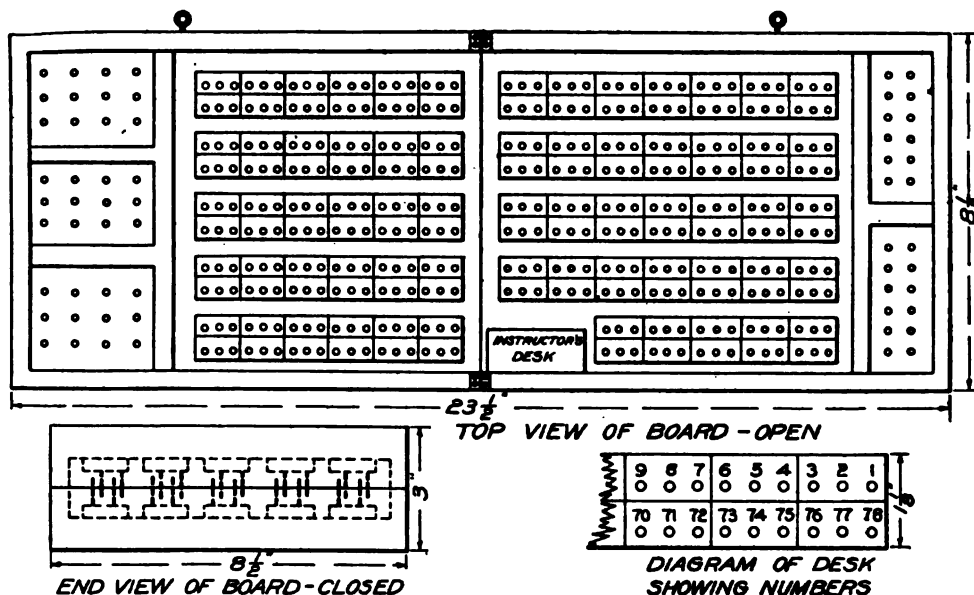 INSTRUCTOR'S
DESK
8½"
23½"
TOP VIEW OF BOARD-OPEN
3"
8½"
END VIEW OF BOARD-CLOSED
9 8 7 6 5 4 3 2 1
70 71 72 73 74 75 76 77 78
1⅛"
DIAGRAM OF DESK
SHOWING NUMBERS